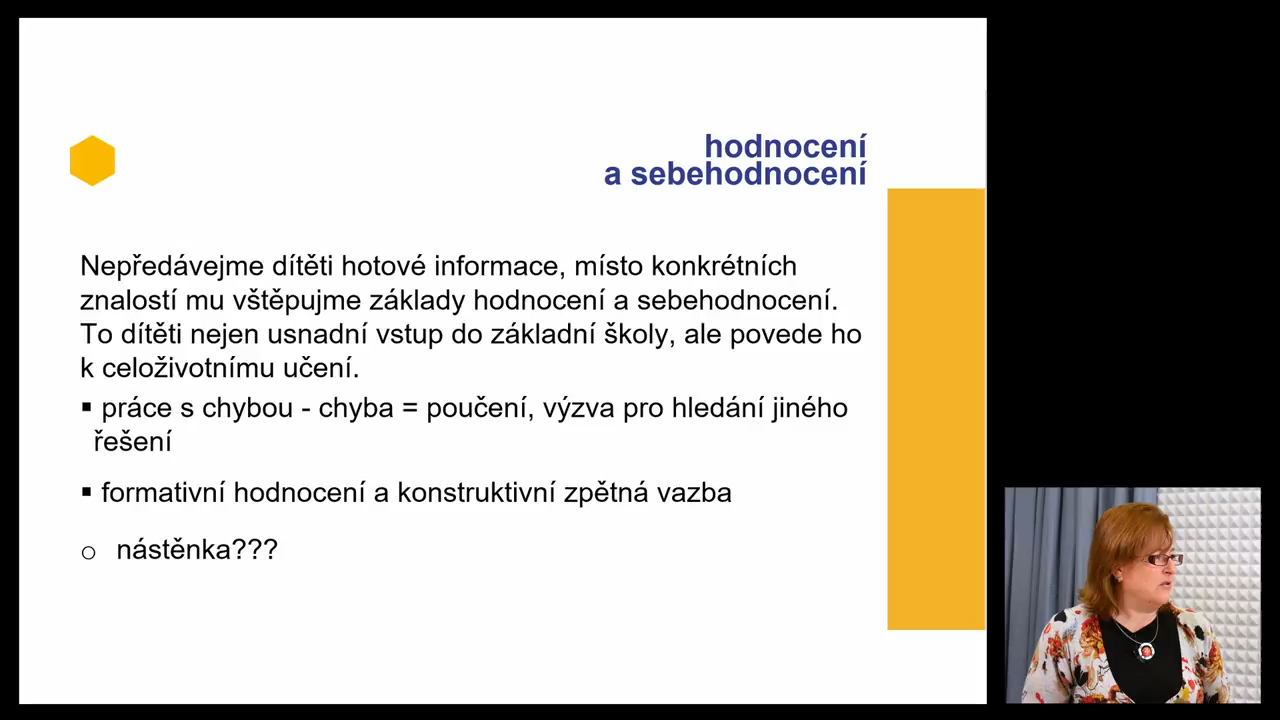 hodnocení
a sebehodnocení
Nepředávejme dítěti hotové informace, místo konkrétních
znalostí mu vštěpujme základy hodnocení a sebehodnocení.
To dítěti nejen usnadní vstup do základní školy, ale povede ho
k celoživotnímu učení.
▪ práce s chybou - chyba = poučení, výzva pro hledání jiného
řešení
▪ formativní hodnocení a konstruktivní zpětná vazba
o nástěnka???